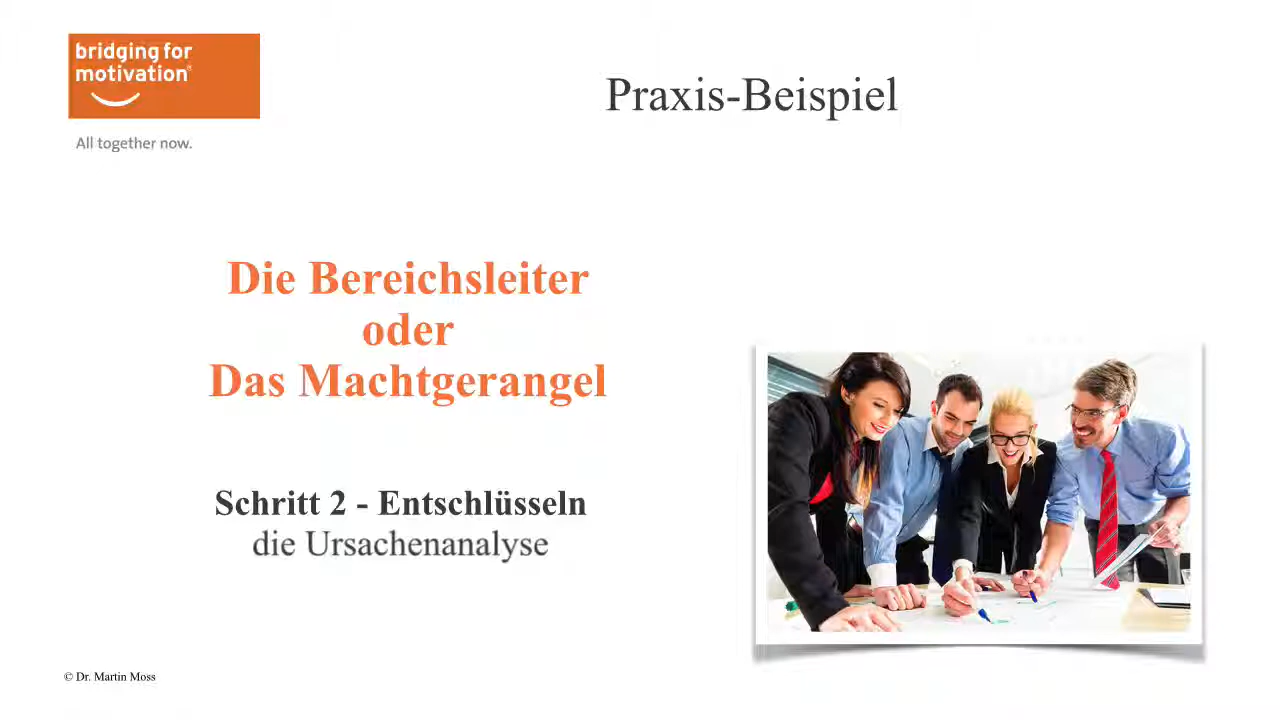 bridging for
motivation®
All together now.
Praxis-Beispiel
Die Bereichsleiter
oder
Das Machtgerangel
Schritt 2 - Entschlüsseln
die Ursachenanalyse
© Dr. Martin Moss